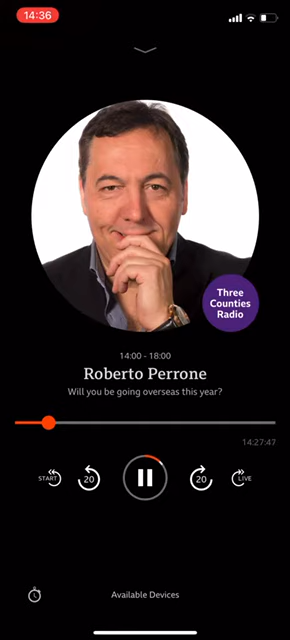 14:36
Three
Counties
Radio
14:00 - 18:00
Roberto Perrone
Will you be going overseas this year?
14:27:47
START
20
20
LIVE
Available Devices